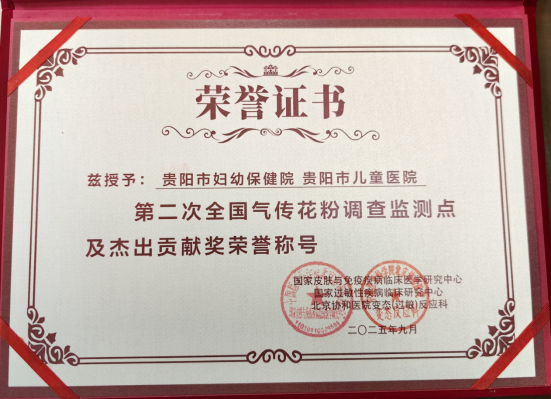 荣誉证书
兹授予： 贵阳市妇幼保健院 贵阳市儿童医院
第二次全国气传花粉调查监测点
及杰出贡献奖荣誉称号
国家皮肤与免疫疾病临床医学研究中心
国家过敏性疾病临床研究中心
北京协和医院变态(过敏)反应科
二〇二五年九月
变态反应科